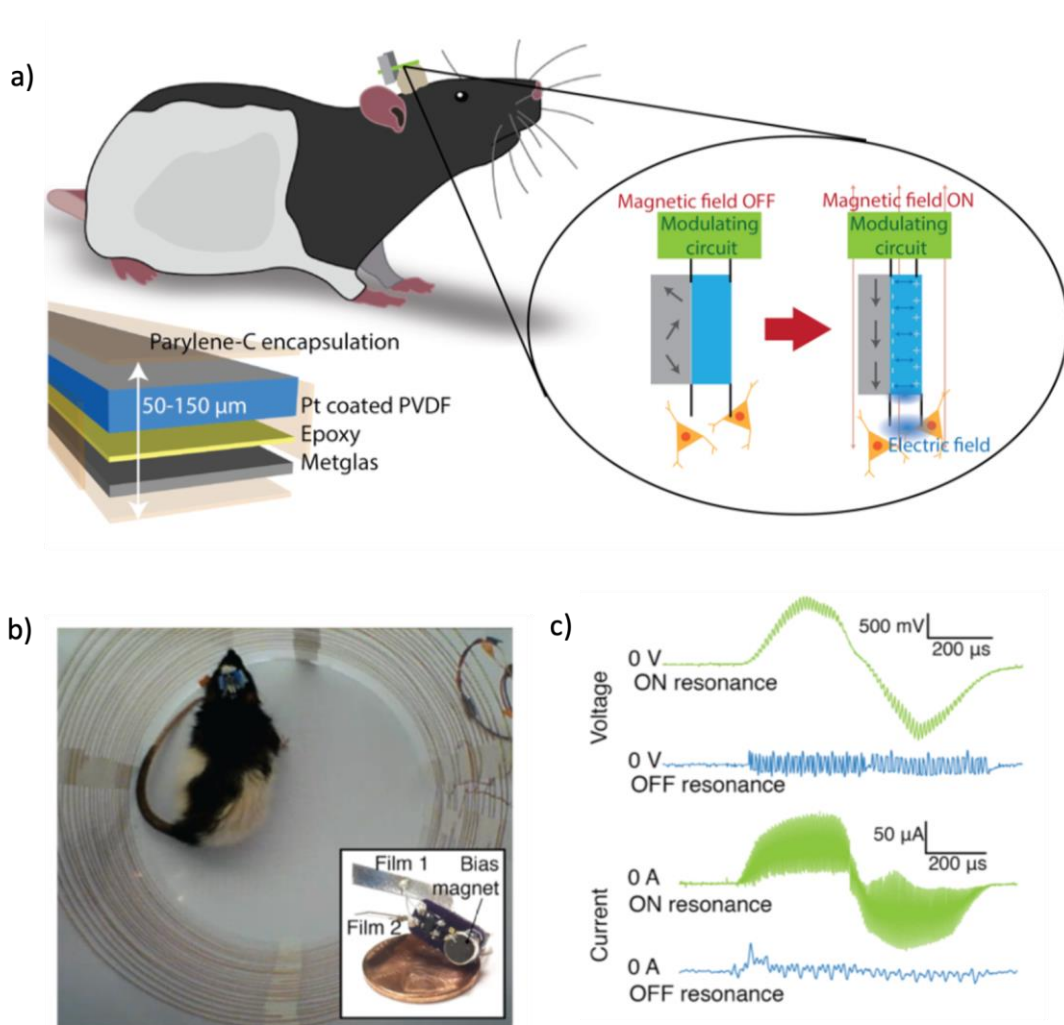 a)
Magnetic field OFF
Modulating
circuit
Magnetic field ON
Modulating
circuit
Electric field
Parylene-C encapsulation
50-150 μm
Pt coated PVDF
Epoxy
Metglas
b)
Film 1
Bias
magnet
Film 2
c)
Voltage
500 mV
200 μs
0 V
ON resonance
0 V
OFF resonance
Current
50 μA
200 μs
0 A
ON resonance
0 A
OFF resonance